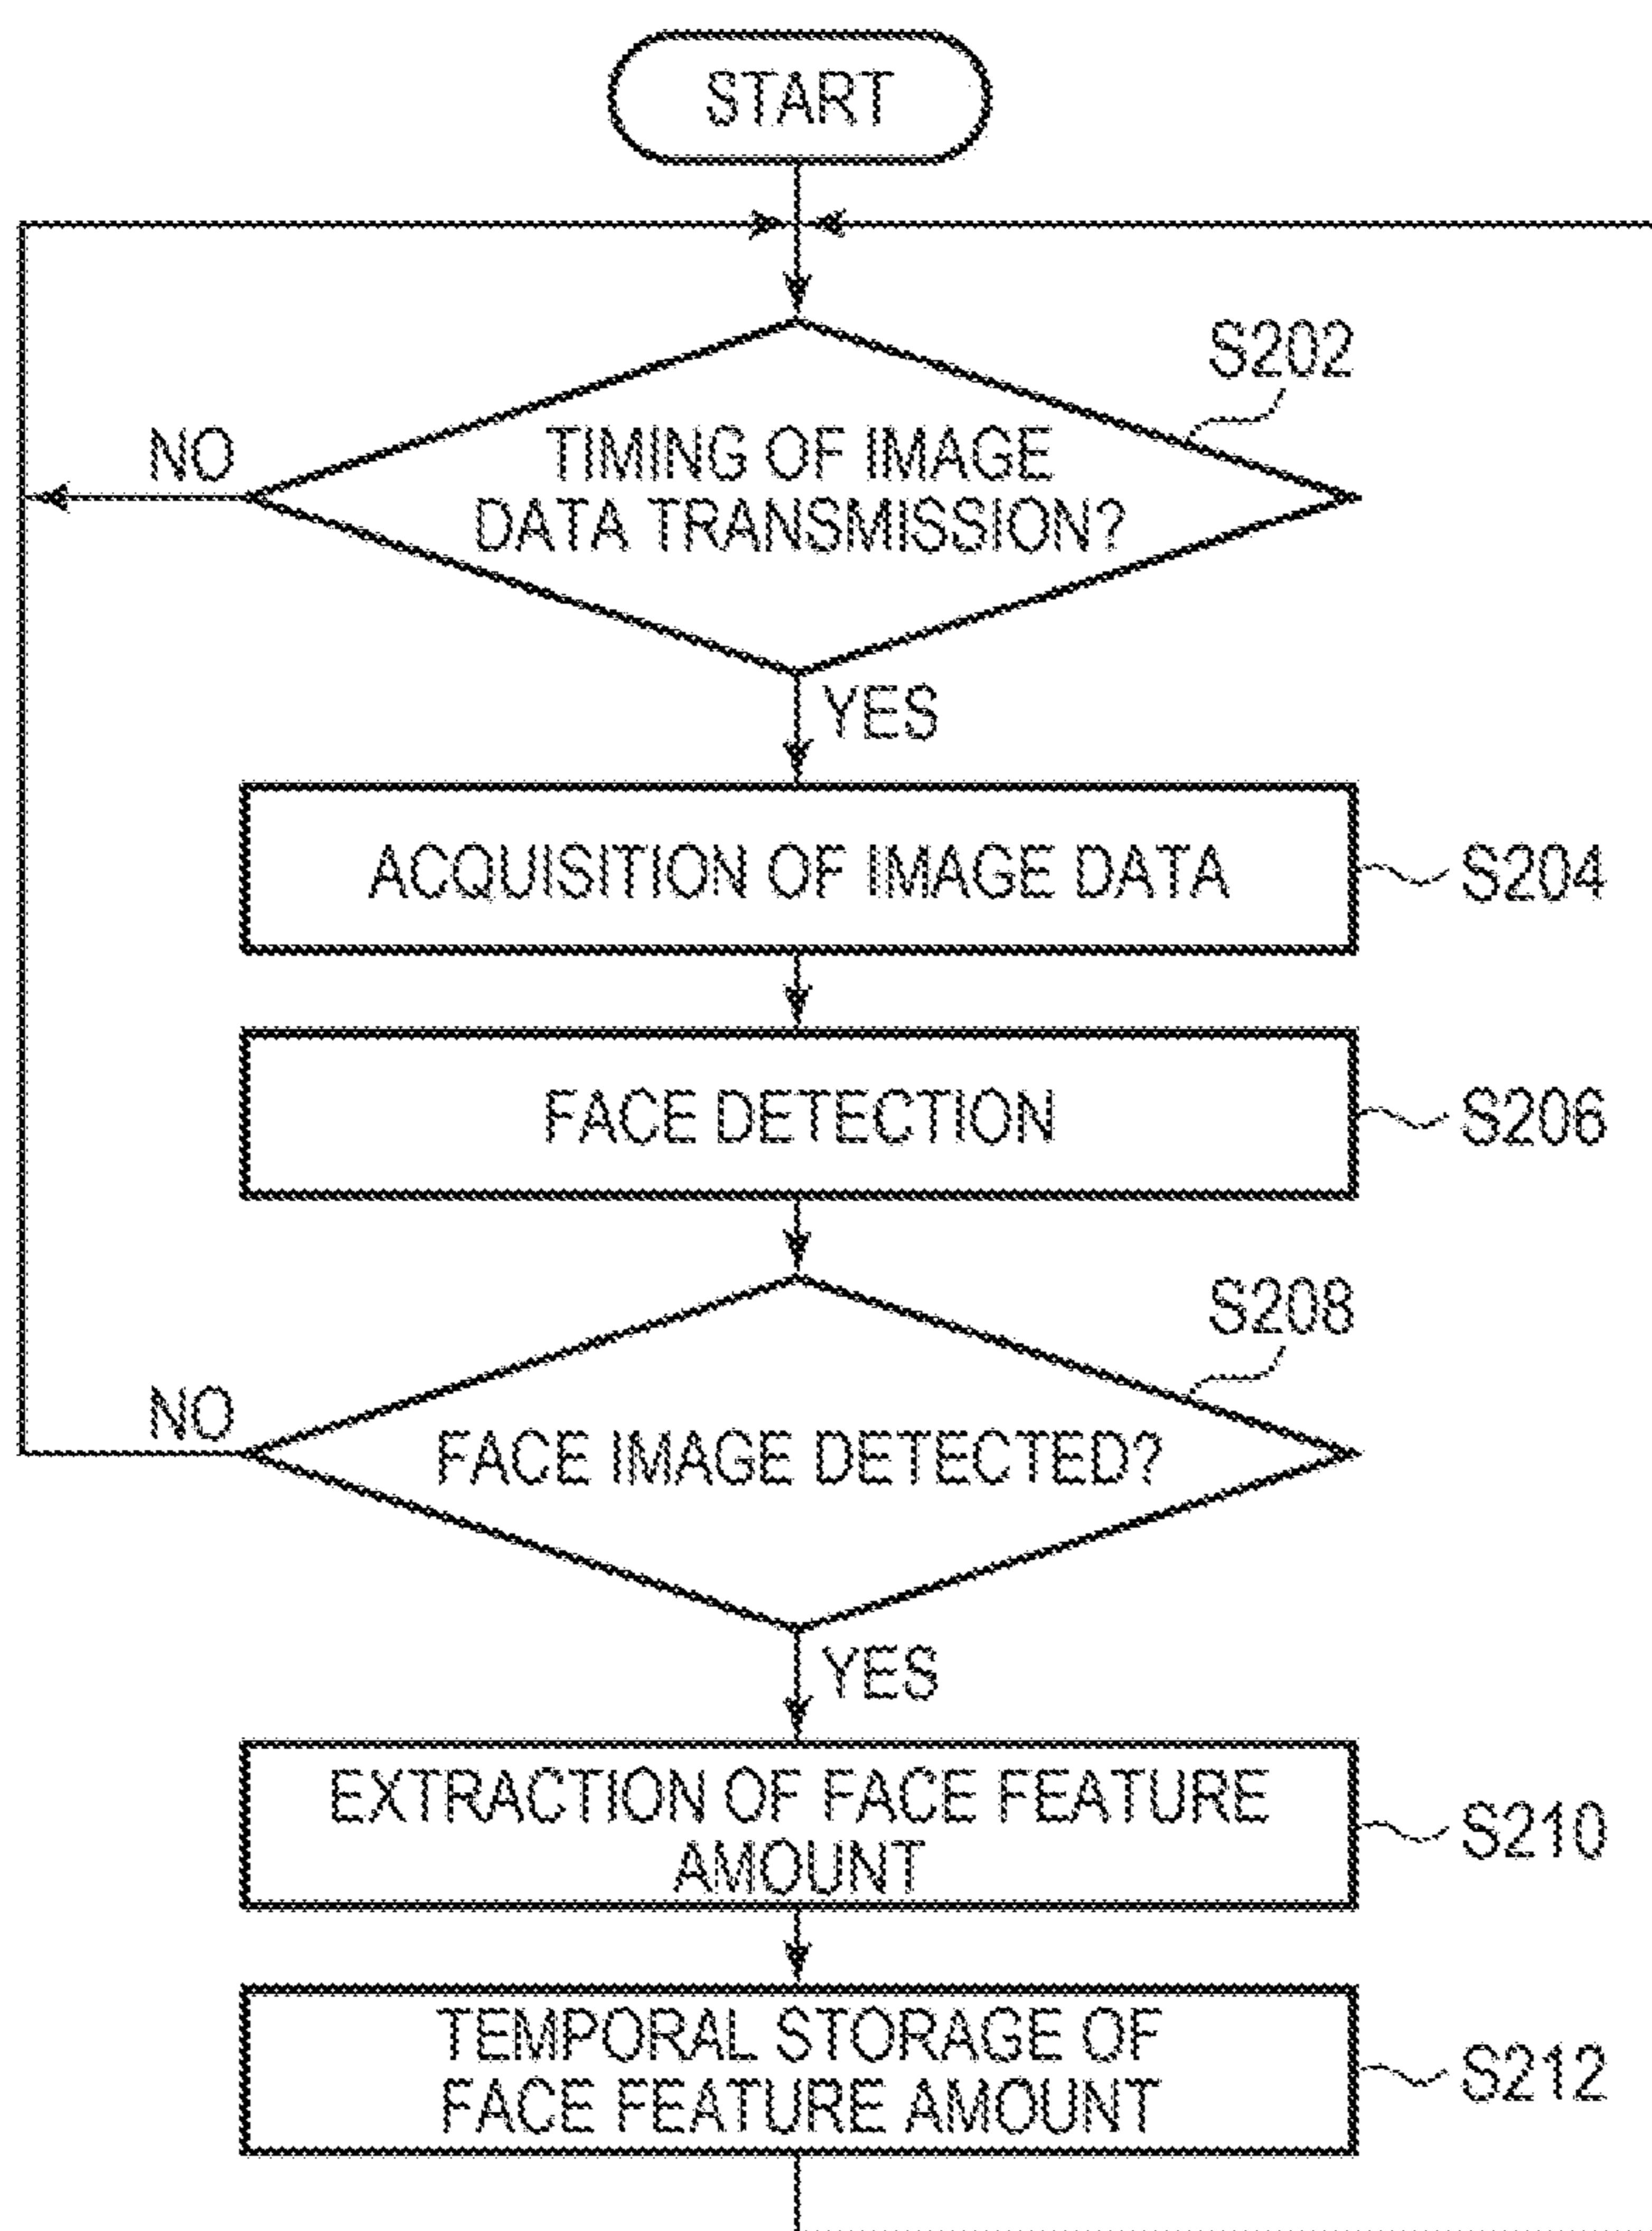 START
S202
TIMING OF IMAGE
DATA TRANSMISSION?
NO
YES
ACQUISITION OF IMAGE DATA
S204
FACE DETECTION
S206
S208
FACE IMAGE DETECTED?
NO
YES
EXTRACTION OF FACE FEATURE
AMOUNT
S210
TEMPORAL STORAGE OF
FACE FEATURE AMOUNT
S212